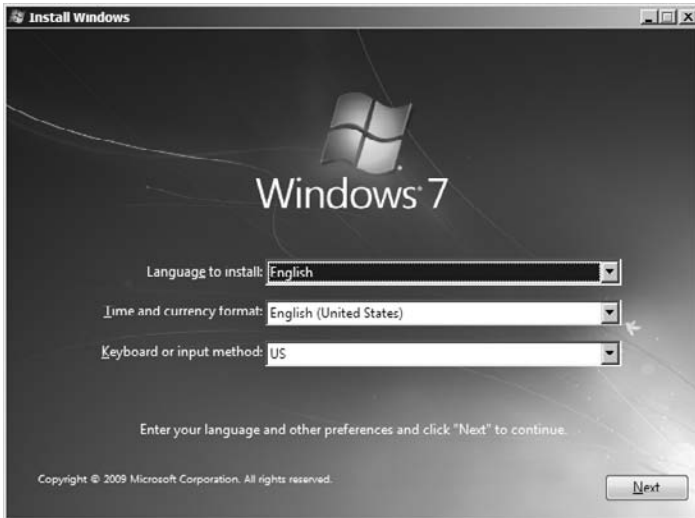 Install Windows
Windows 7
Language to install: English
Time and currency format: English (United States)
Keyboard or input method: US
Enter your language and other preferences and click "Next" to continue.
Copyright © 2009 Microsoft Corporation. All rights reserved.
Next